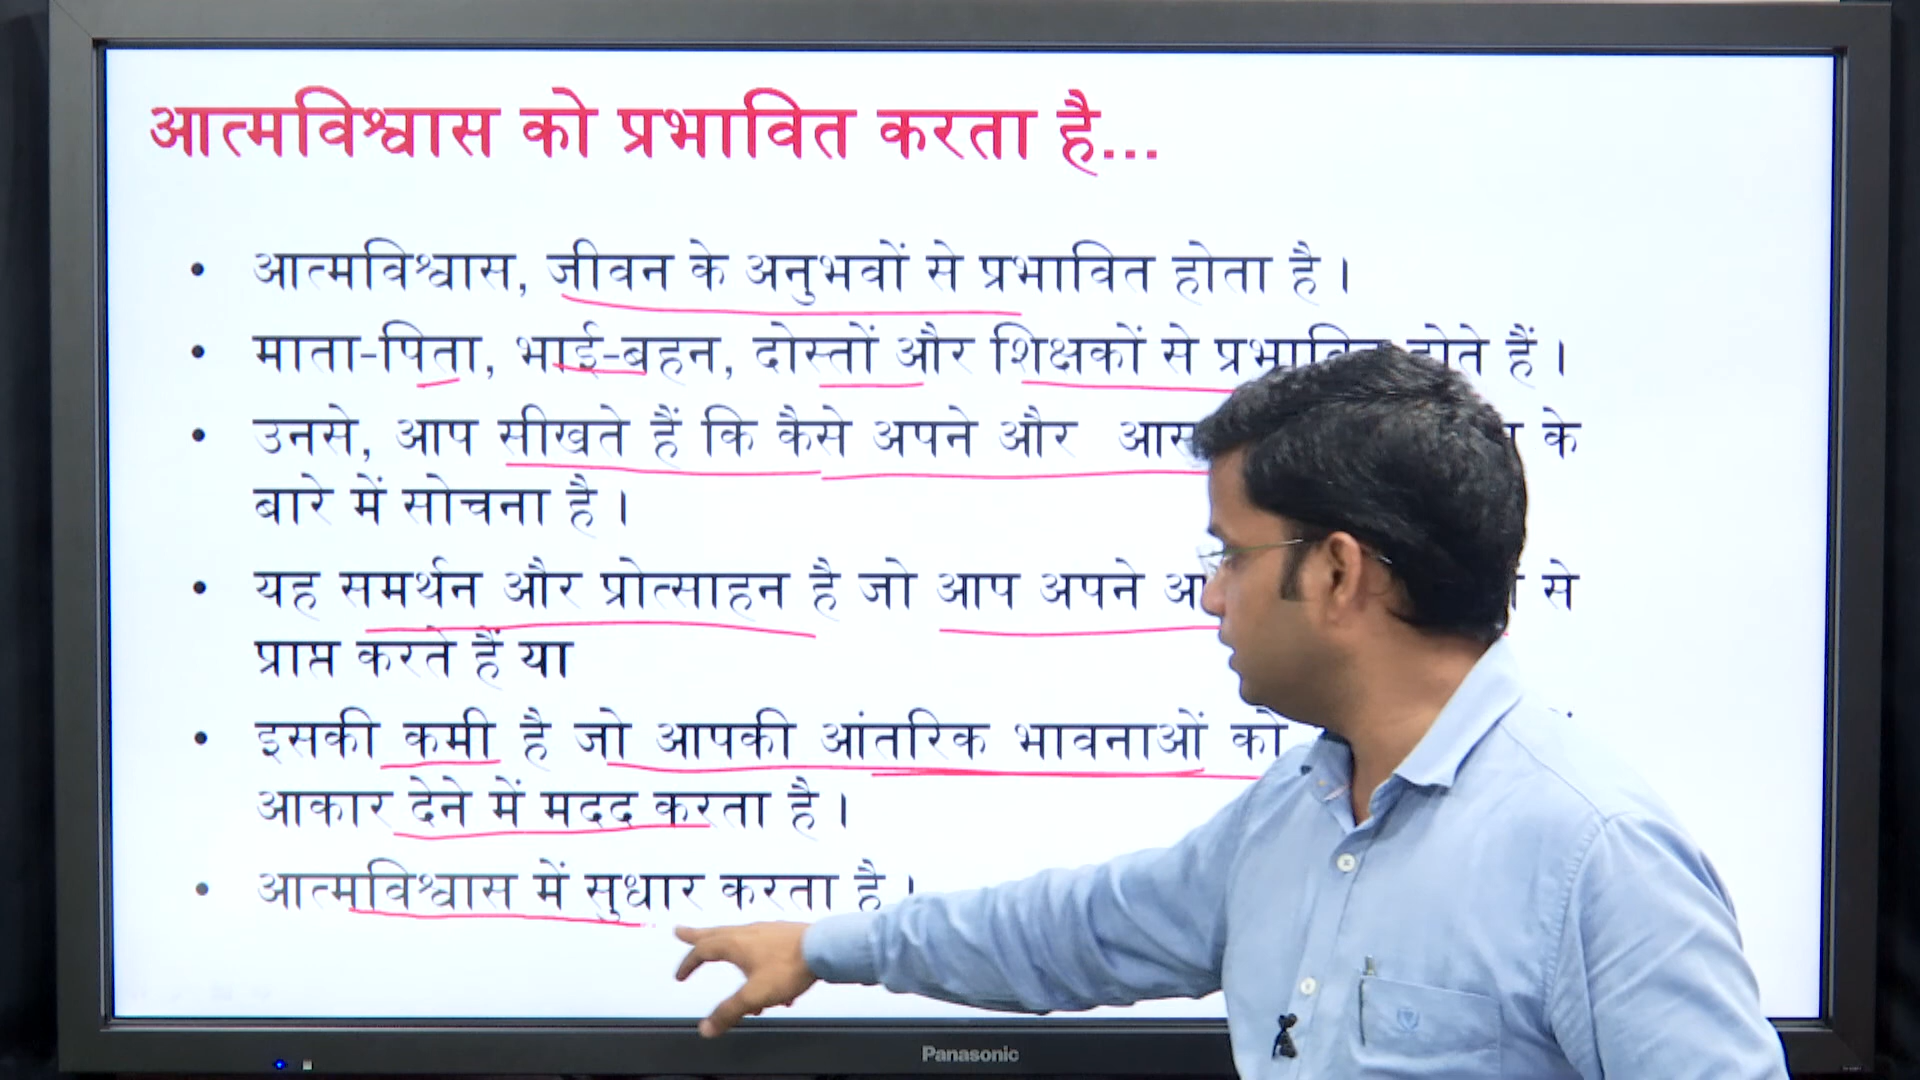 आत्मविश्वास को प्रभावित करता है...
• आत्मविश्वास, जीवन के अनुभवों से प्रभावित होता है।
• माता-पिता, भाई-बहन, दोस्तों और शिक्षकों से प्रभावित होते हैं।
• उनसे, आप सीखते हैं कि कैसे अपने और के
बारे में सोचना है।
• यह समर्थन और प्रोत्साहन है जो आप अपने से
प्राप्त करते हैं या
• इसकी कमी है जो आपकी आंतरिक भावनाओं को
आकार देने में मदद करता है।
• आत्मविश्वास में सुधार करता है।
Panasonic